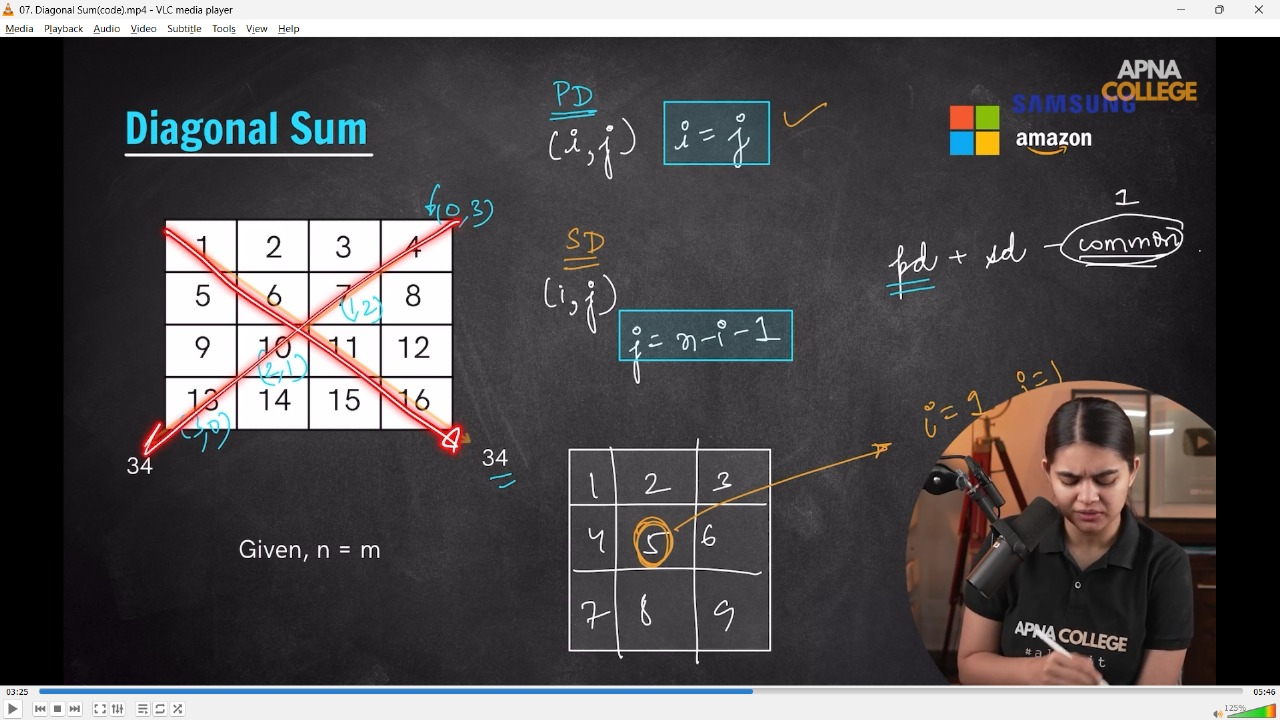 07. Diagonal Sum(code).mp4 - VLC media player
Media Playback Audio Video Subtitle Tools View Help
APNA
COLLEGE
SAMSUNG
amazon
Diagonal Sum
PD
(i,j) i = j
(0,3)
1
pd + sd - common
1 2 3 4
5 6 7 8
(1,2)
9 10 11 12
(2,1)
13 14 15 16
(3,0)
34
34
SD
(i,j)
j = n-i-1
i = 1, j=1
1 2 3
4 5 6
7 8 9
Given, n = m
APNA COLLEGE
03:25
05:46
125%